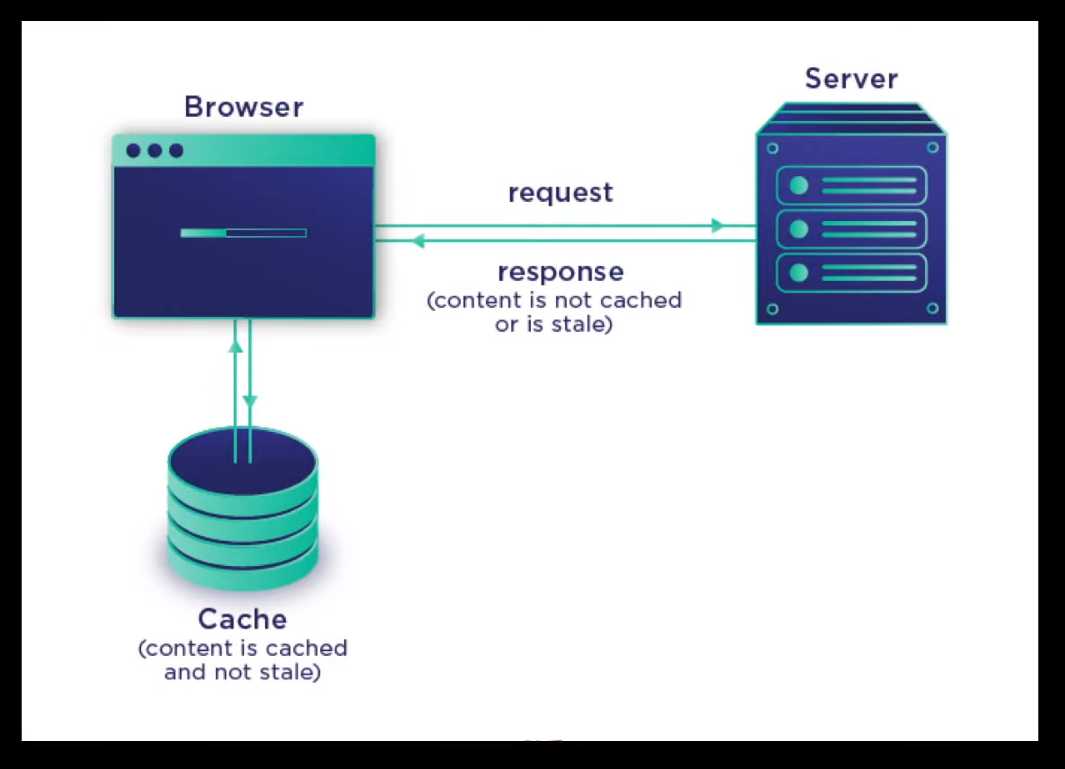 Server
Browser
request
response
(content is not cached
or is stale)
Cache
(content is cached
and not stale)